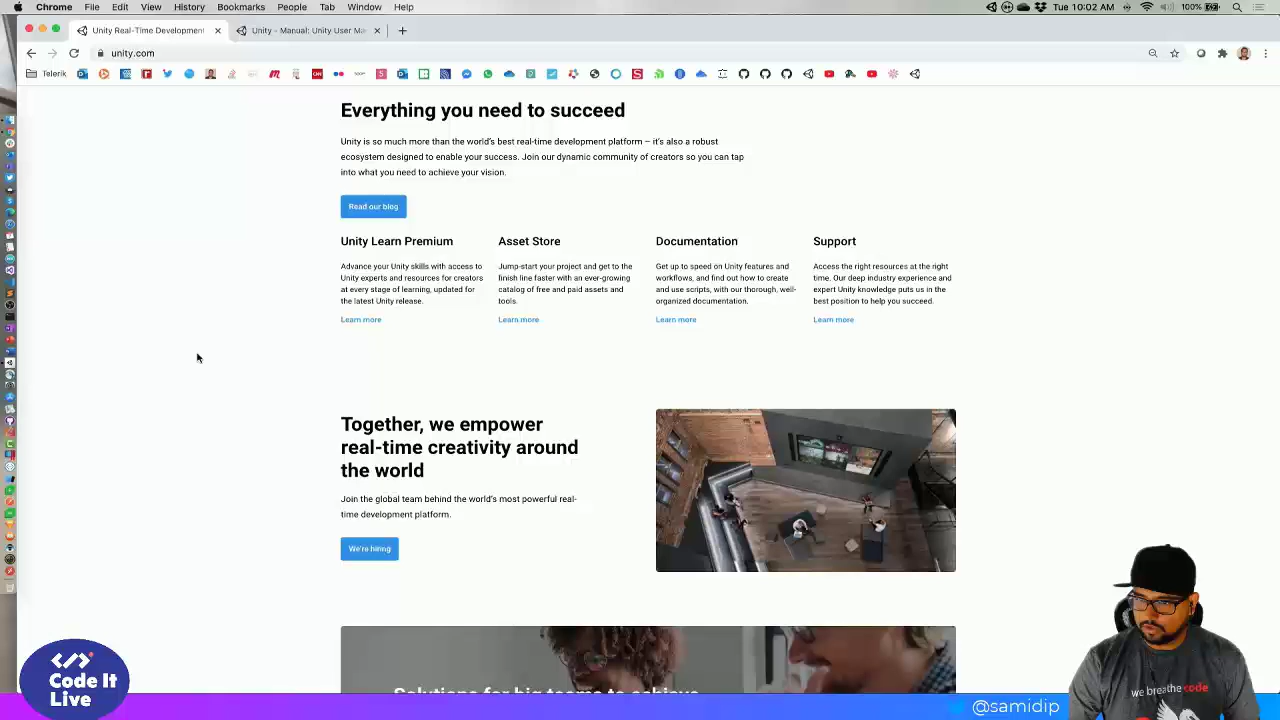 Chrome File Edit View History Bookmarks People Tab Window Help
100% Tue 10:02 AM
Unity Real-Time Development
Unity - Manual: Unity User Ma
unity.com
Telerik
Everything you need to succeed
Unity is so much more than the world's best real-time development platform – it's also a robust
ecosystem designed to enable your success. Join our dynamic community of creators so you can tap
into what you need to achieve your vision.
Read our blog
Unity Learn Premium
Advance your Unity skills with access to
Unity experts and resources for creators
at every stage of learning, updated for
the latest Unity release.
Learn more
Asset Store
Jump-start your project and get to the
finish line faster with an ever-growing
catalog of free and paid assets and
tools.
Learn more
Documentation
Get up to speed on Unity features and
workflows, and find out how to create
and use scripts, with our thorough, well-
organized documentation.
Learn more
Support
Access the right resources at the right
time. Our deep industry experience and
expert Unity knowledge puts us in the
best position to help you succeed.
Learn more
Together, we empower
real-time creativity around
the world
Join the global team behind the world's most powerful real-
time development platform.
We're hiring
Solutions for big teams to achieve
Code It
Live
we breathe code
@samidip